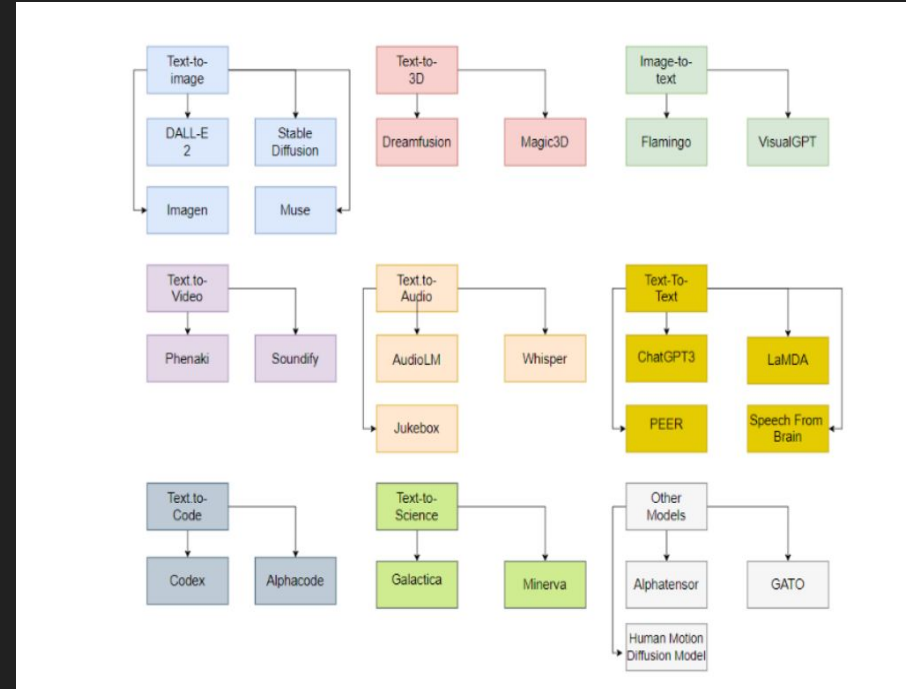 Text-to-
image
Text-to-
3D
Image-to-
text
DALL-E
2
Stable
Diffusion
Dreamfusion
Magic3D
Flamingo
VisualGPT
Imagen
Muse
Text.to-
Video
Text.to-
Audio
Text-To-
Text
Phenaki
Soundify
AudioLM
Whisper
ChatGPT3
LaMDA
Jukebox
PEER
Speech From
Brain
Text.to-
Code
Text-to-
Science
Other
Models
Codex
Alphacode
Galactica
Minerva
Alphatensor
GATO
Human Motion
Diffusion Model